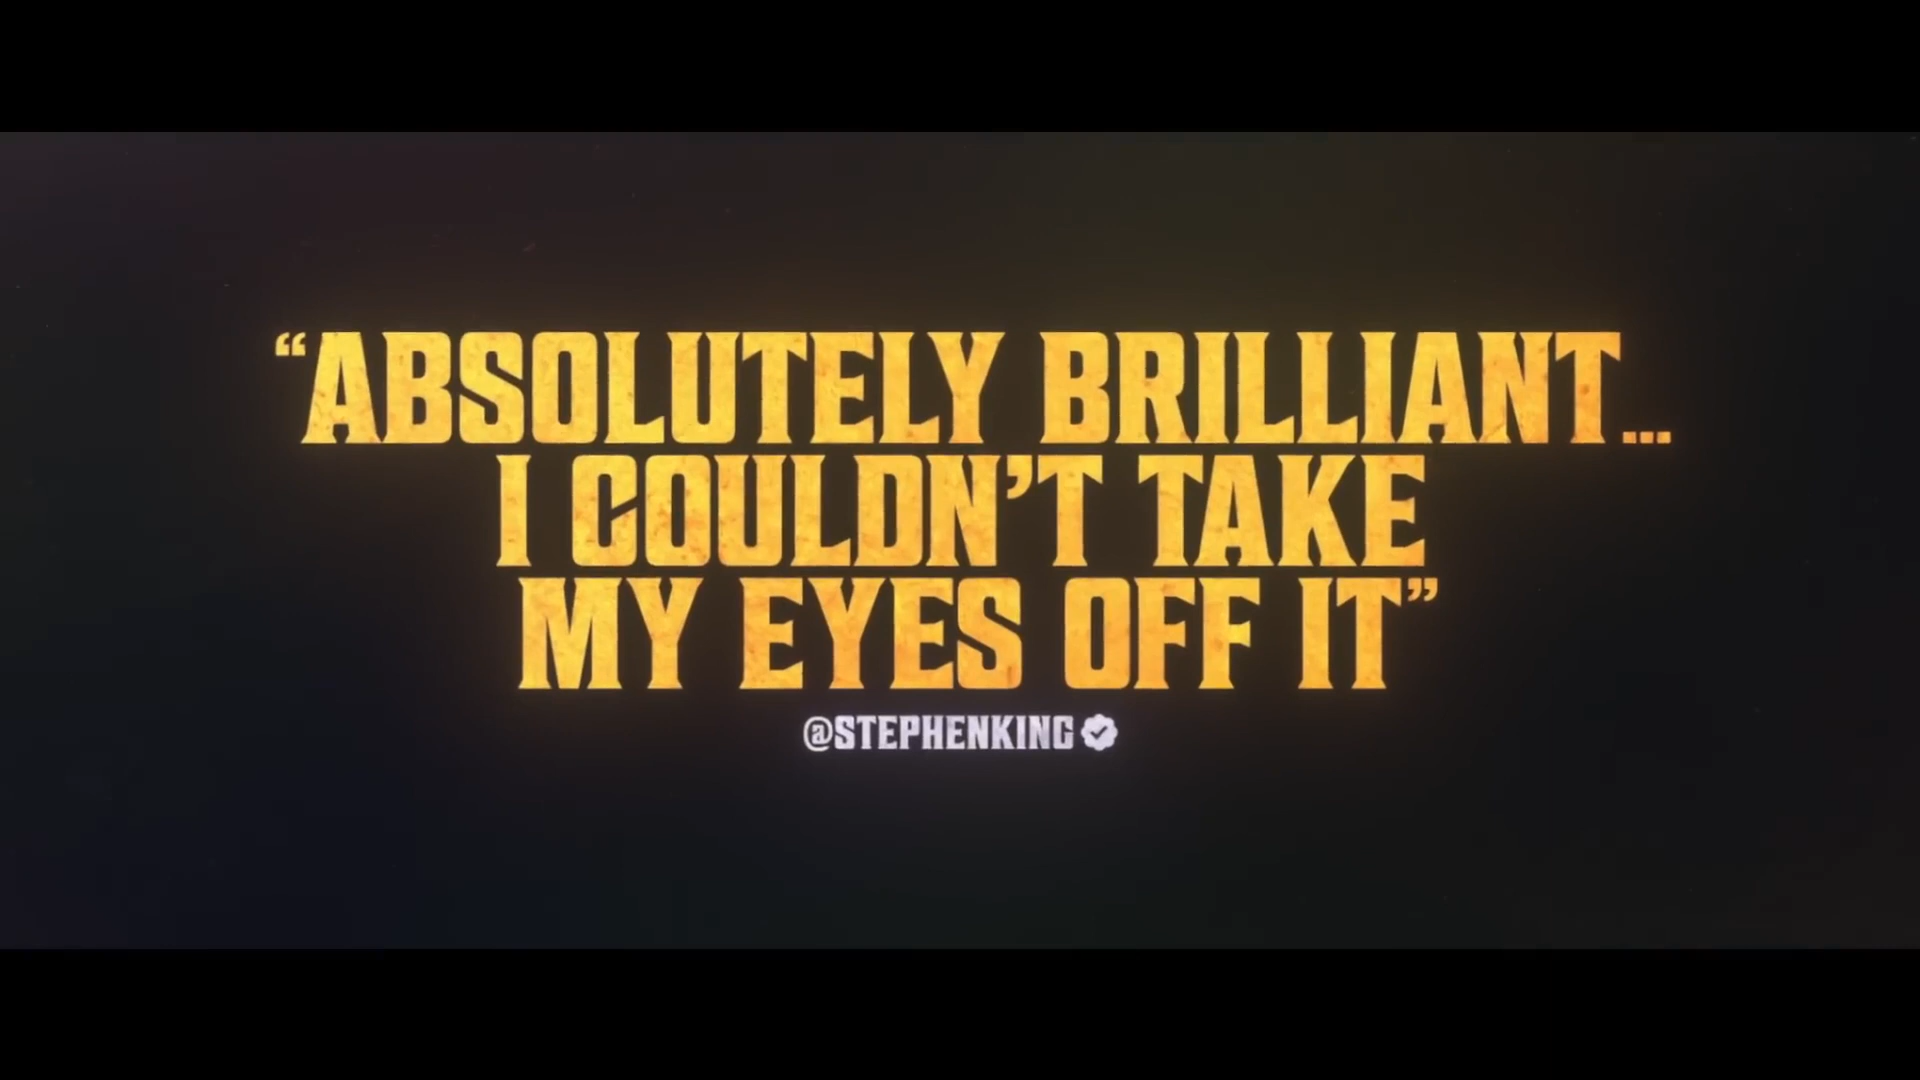 “ABSOLUTELY BRILLIANT...
I COULDN’T TAKE
MY EYES OFF IT”
@STEPHENKING